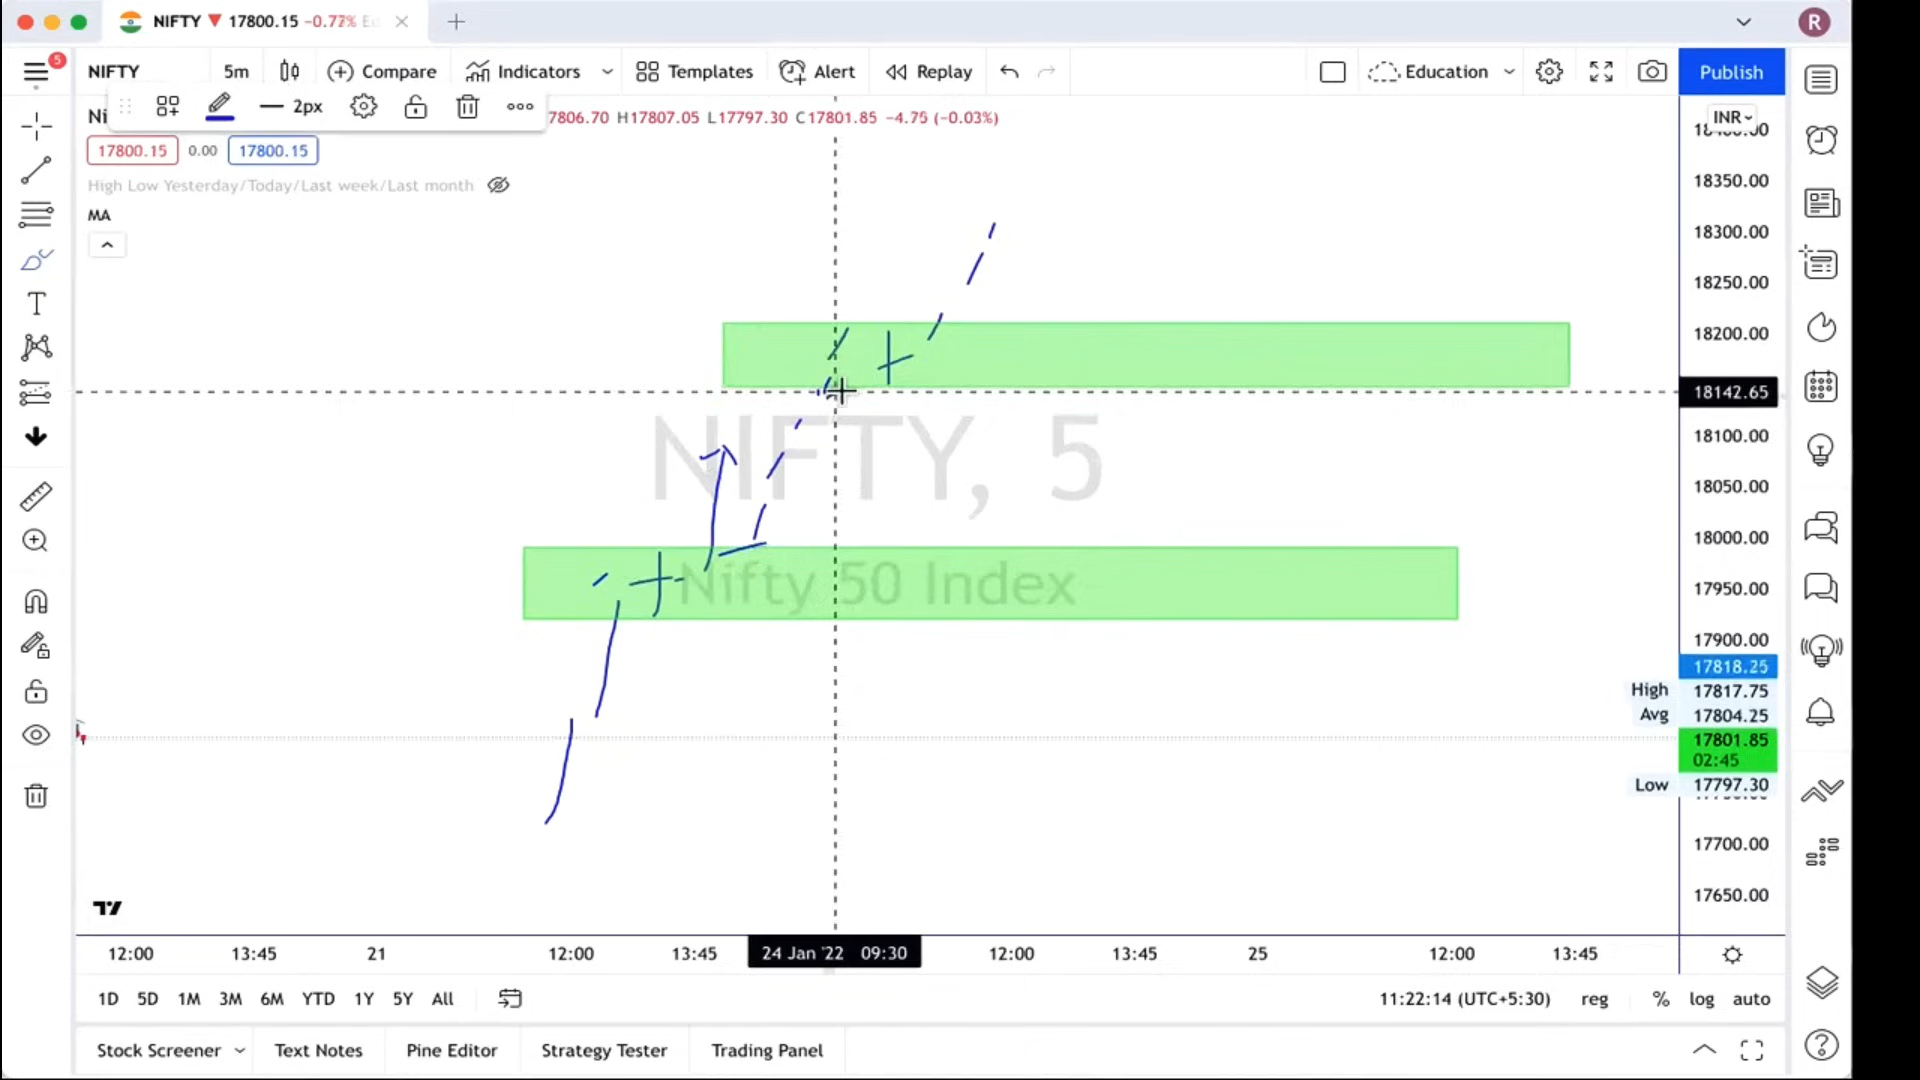 NIFTY ▼ 17800.15 −0.77%
R
5
NIFTY 5m Compare Indicators Templates Alert Replay Education Publish
2px
Ni 17806.70 H17807.05 L17797.30 C17801.85 −4.75 (−0.03%)
INR
17800.15 0.00 17800.15
High Low Yesterday/Today/Last week/Last month
MA
18350.00
18300.00
18250.00
18200.00
18142.65
18100.00
18050.00
18000.00
17950.00
17900.00
17818.25
High 17817.75
Avg 17804.25
17801.85
02:45
Low 17797.30
17700.00
17650.00
NIFTY, 5
Nifty 50 Index
12:00 13:45 21 12:00 13:45 24 Jan '22 09:30 12:00 13:45 25 12:00 13:45
1D 5D 1M 3M 6M YTD 1Y 5Y All 11:22:14 (UTC+5:30) reg % log auto
Stock Screener Text Notes Pine Editor Strategy Tester Trading Panel